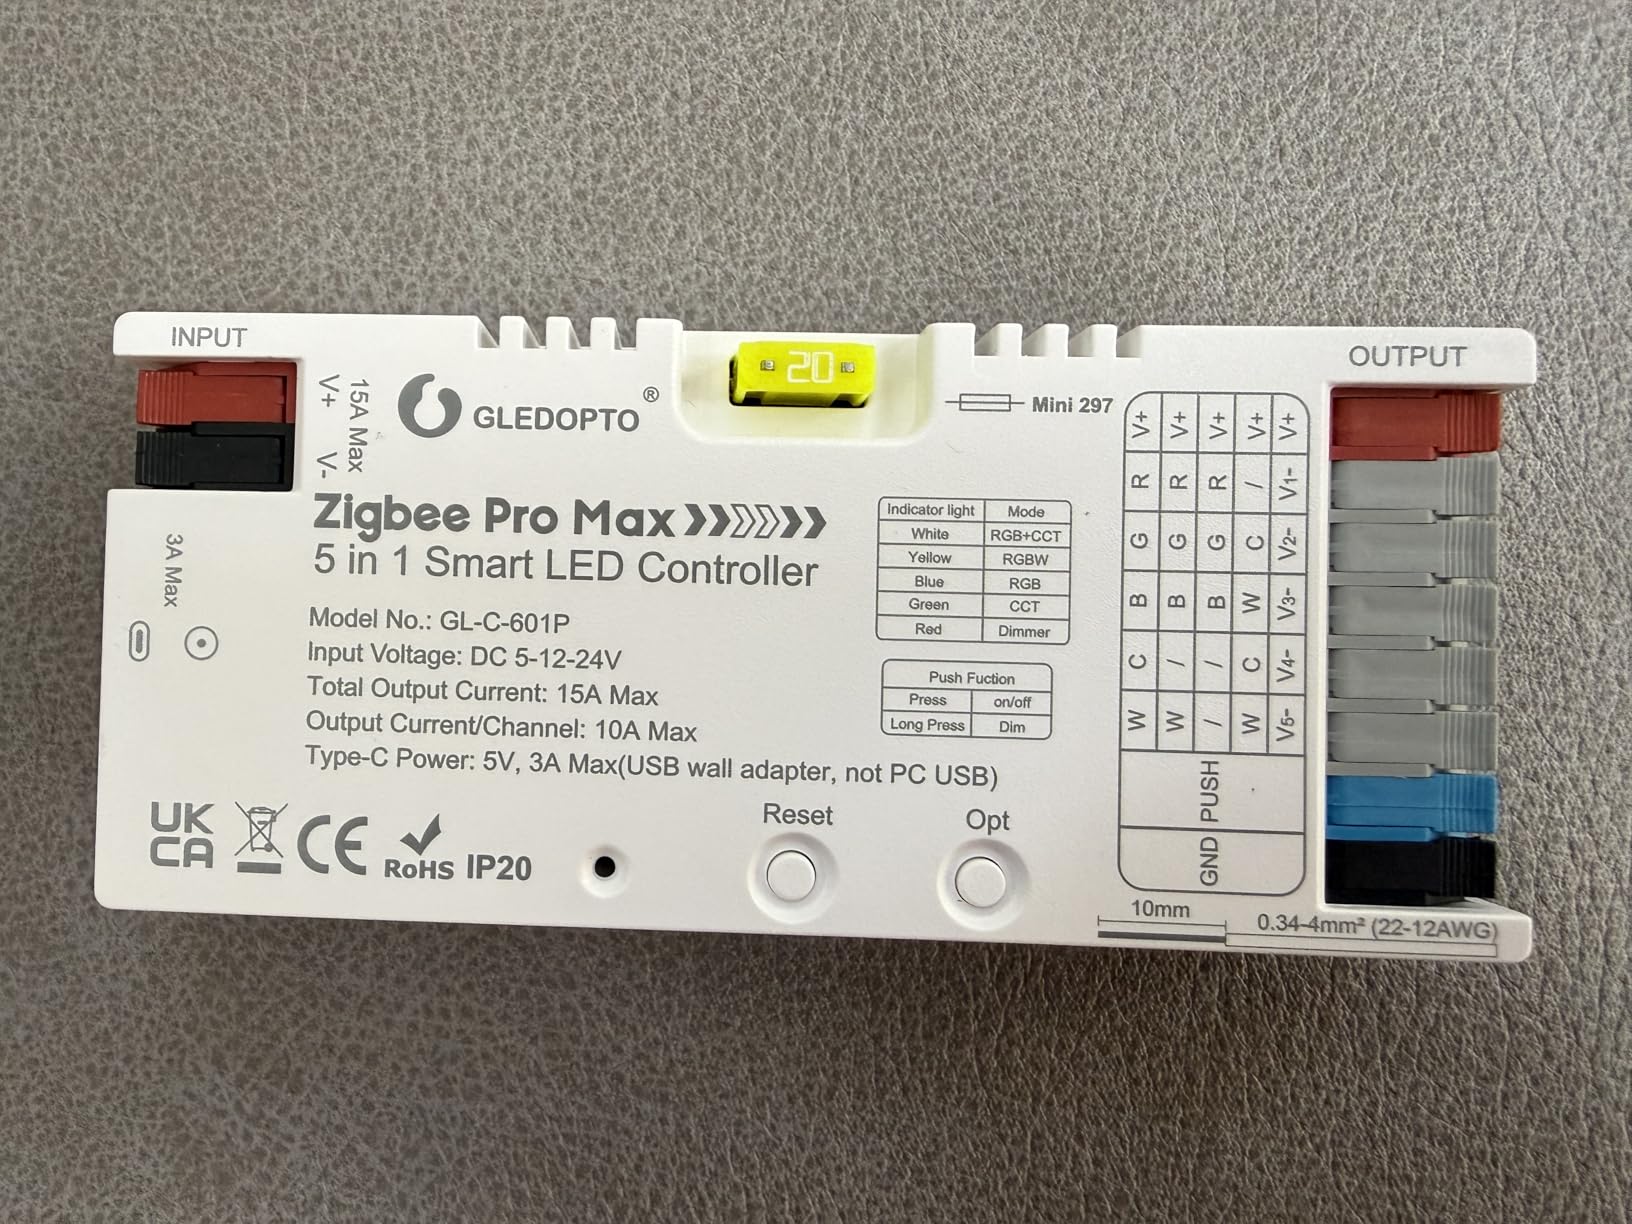 INPUT
OUTPUT
V+
V-
15A Max
GLEDOPTO®
20
Mini 297
Zigbee Pro Max
5 in 1 Smart LED Controller
3A Max
Model No.: GL-C-601P
Input Voltage: DC 5-12-24V
Total Output Current: 15A Max
Output Current/Channel: 10A Max
Type-C Power: 5V, 3A Max(USB wall adapter, not PC USB)
Indicator light Mode
White RGB+CCT
Yellow RGBW
Blue RGB
Green CCT
Red Dimmer
Push Fuction
Press on/off
Long Press Dim
V+ V+ V+ V+ V+
R R R / V1-
G G G C V2-
B B B W V3-
C / / C V4-
W W / W V5-
PUSH
GND
UK
CA
CE
RoHS IP20
Reset
Opt
10mm
0.34-4mm² (22-12AWG)